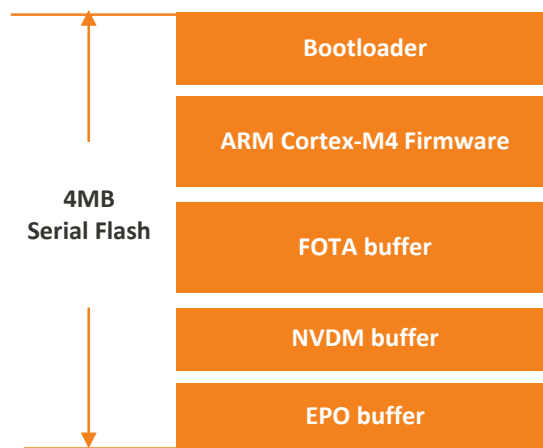 Bootloader
ARM Cortex-M4 Firmware
4MB
Serial Flash
FOTA buffer
NVDM buffer
EPO buffer